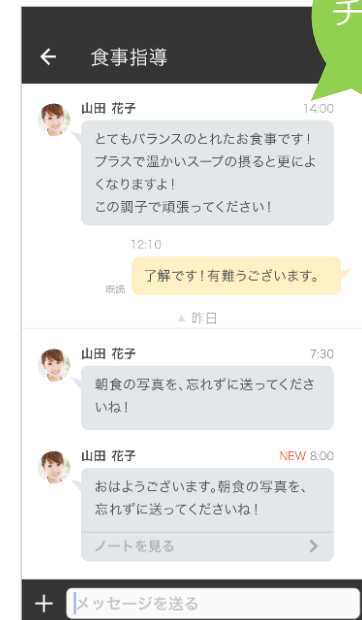 チ
食事指導
山田 花子 14:00
とてもバランスのとれたお食事です!
プラスで温かいスープの摂ると更によ
くなりますよ!
この調子で頑張ってください!
12:10
了解です!有難うございます。
既読
▲ 昨日
山田 花子 7:30
朝食の写真を、忘れずに送ってくださ
いね!
山田 花子 NEW 8:00
おはようございます。朝食の写真を、
忘れずに送ってくださいね!
ノートを見る
メッセージを送る